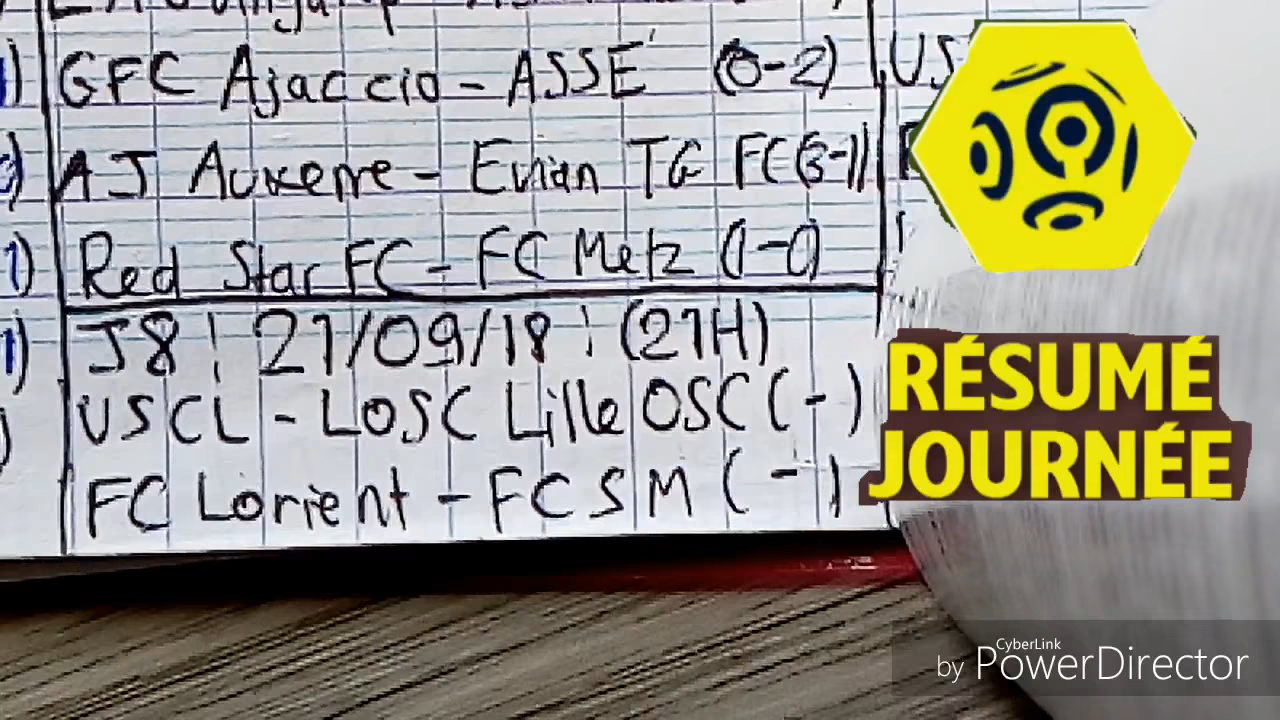 GFC Ajaccio - ASSE (0-2)
AJ Auxerre - Evian TG FC (3-1)
Red Star FC - FC Metz (1-0)
J8 | 21/09/18 | (21H)
USCL - LOSC Lille OSC ( - )
FC Lorient - FCSM ( - )
US
RÉSUMÉ
JOURNÉE
CyberLink
by PowerDirector